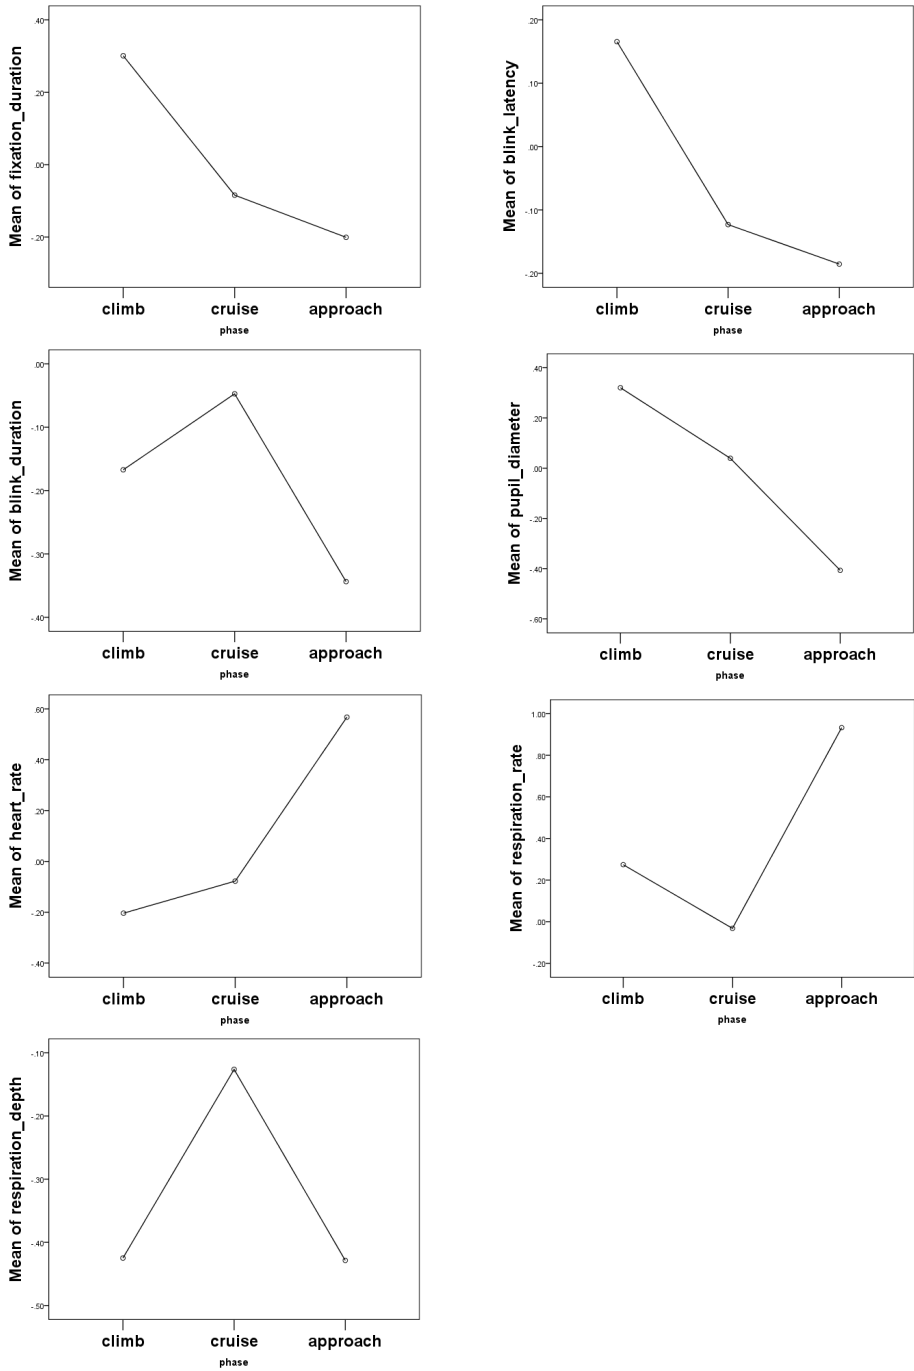 Mean of fixation_duration
.40
.20
.00
-.20
climb cruise approach
phase
Mean of blink_latency
.20
.10
.00
-.10
-.20
climb cruise approach
phase
Mean of blink_duration
.00
-.10
-.20
-.30
-.40
climb cruise approach
phase
Mean of pupil_diameter
.40
.20
.00
-.20
-.40
-.60
climb cruise approach
phase
Mean of heart_rate
.60
.40
.20
.00
-.20
-.40
climb cruise approach
phase
Mean of respiration_rate
1.00
.80
.60
.40
.20
.00
-.20
climb cruise approach
phase
Mean of respiration_depth
-.10
-.20
-.30
-.40
-.50
climb cruise approach
phase